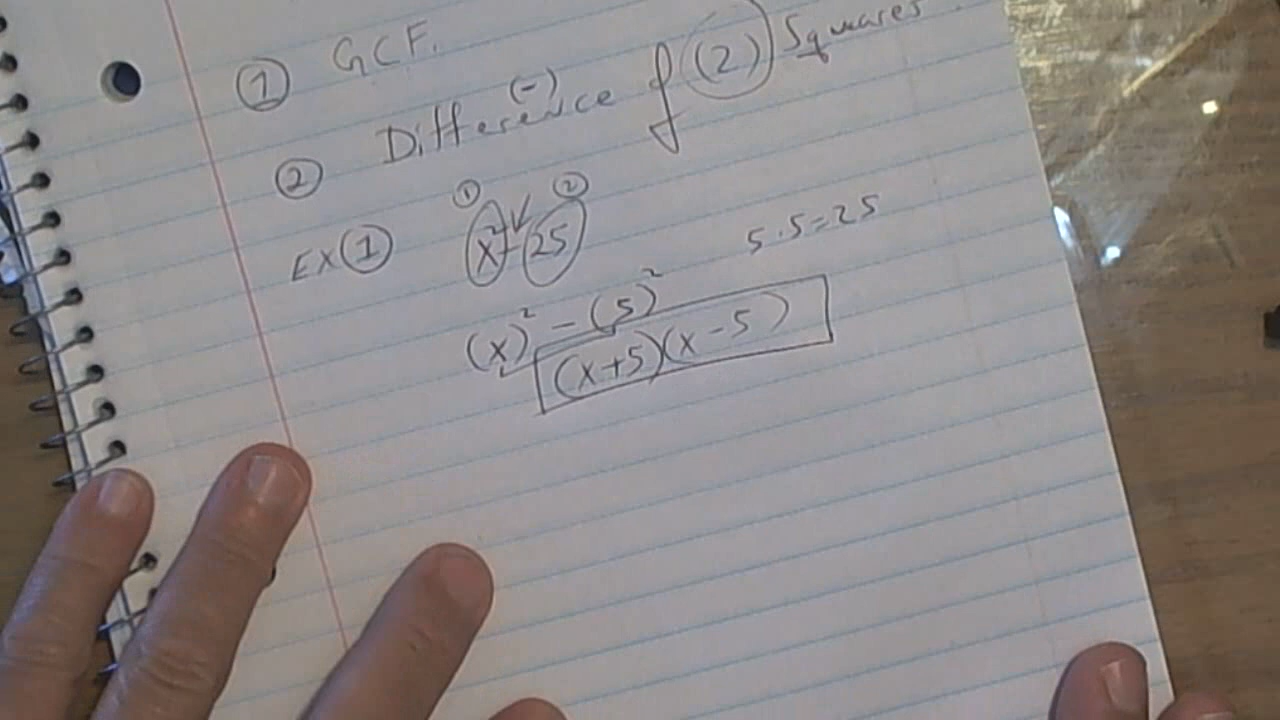 ① GCF.
② Difference (-) of (2) Squares.
EX ① x² - 25 ① ② 5·5=25
(x)² - (5)²
(x+5)(x-5)